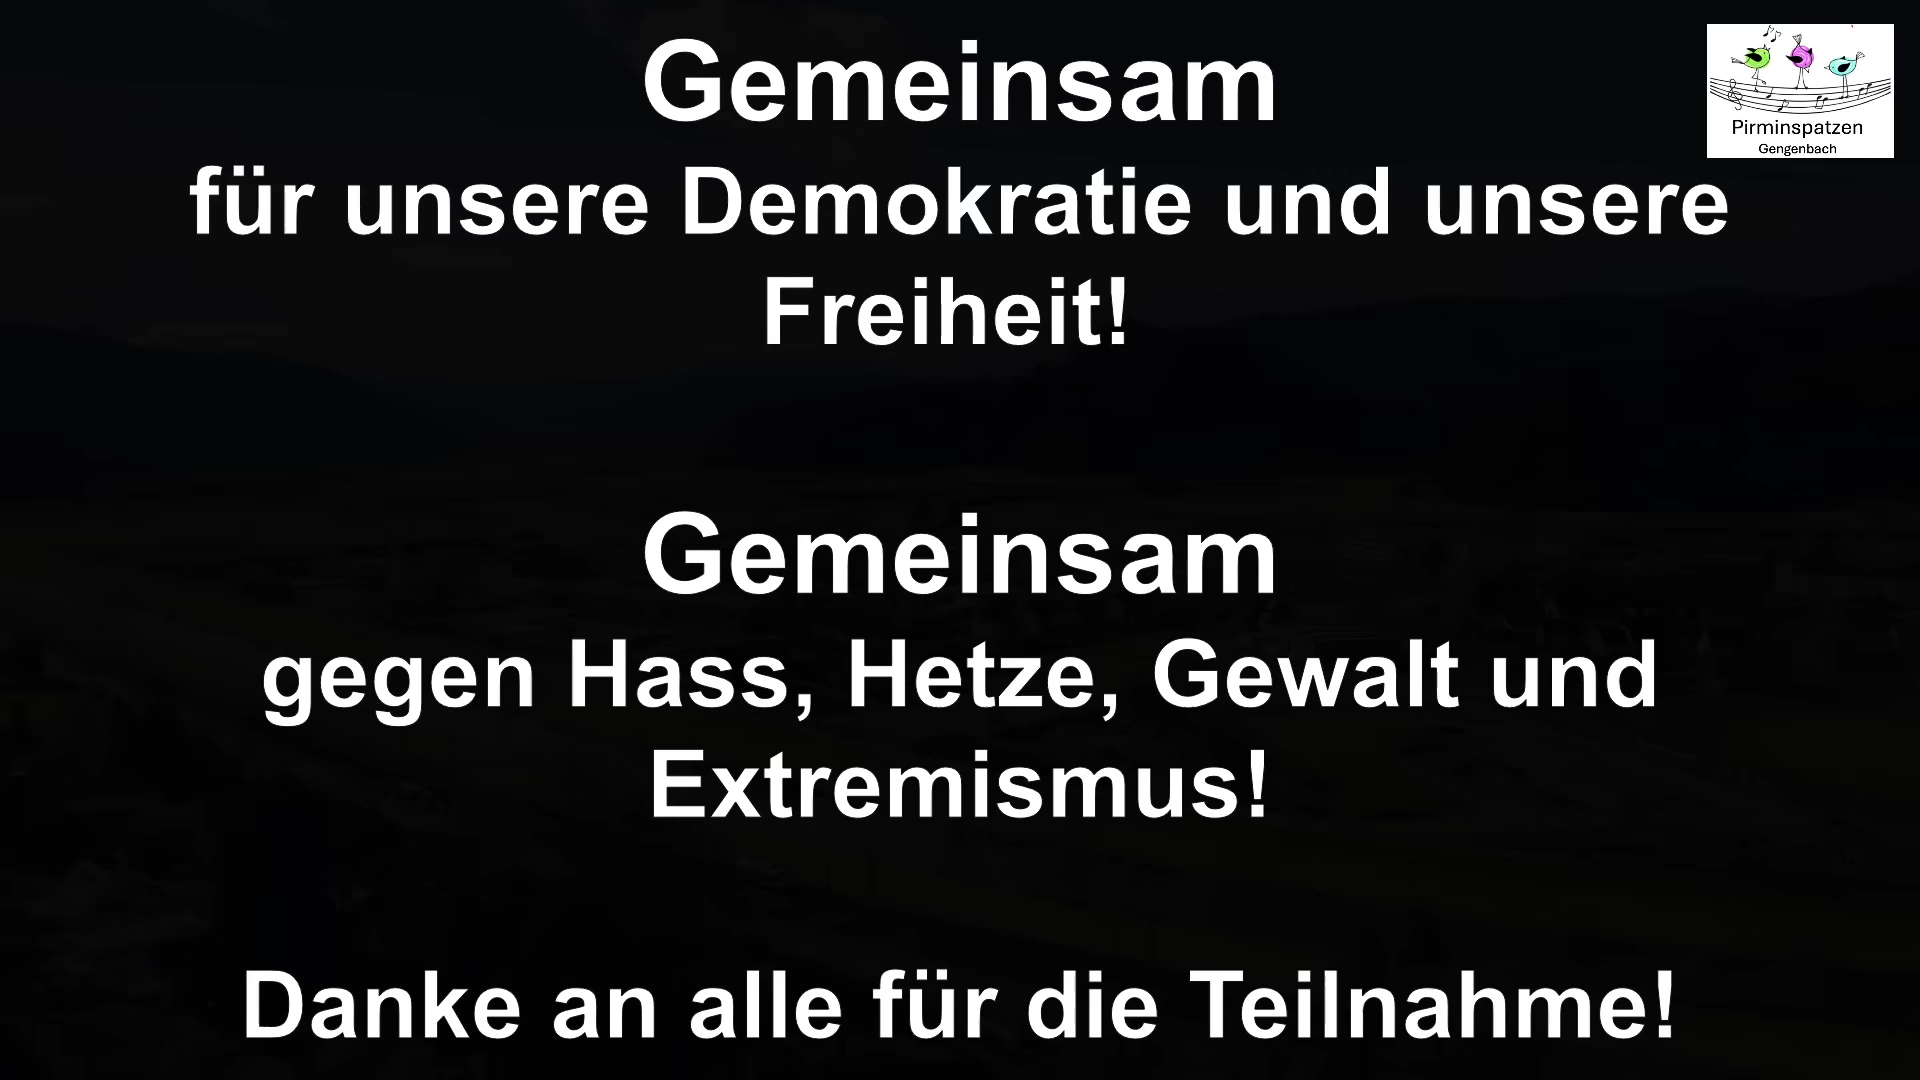 Gemeinsam
für unsere Demokratie und unsere
Freiheit!
Pirminspatzen
Gengenbach
Gemeinsam
gegen Hass, Hetze, Gewalt und
Extremismus!
Danke an alle für die Teilnahme!